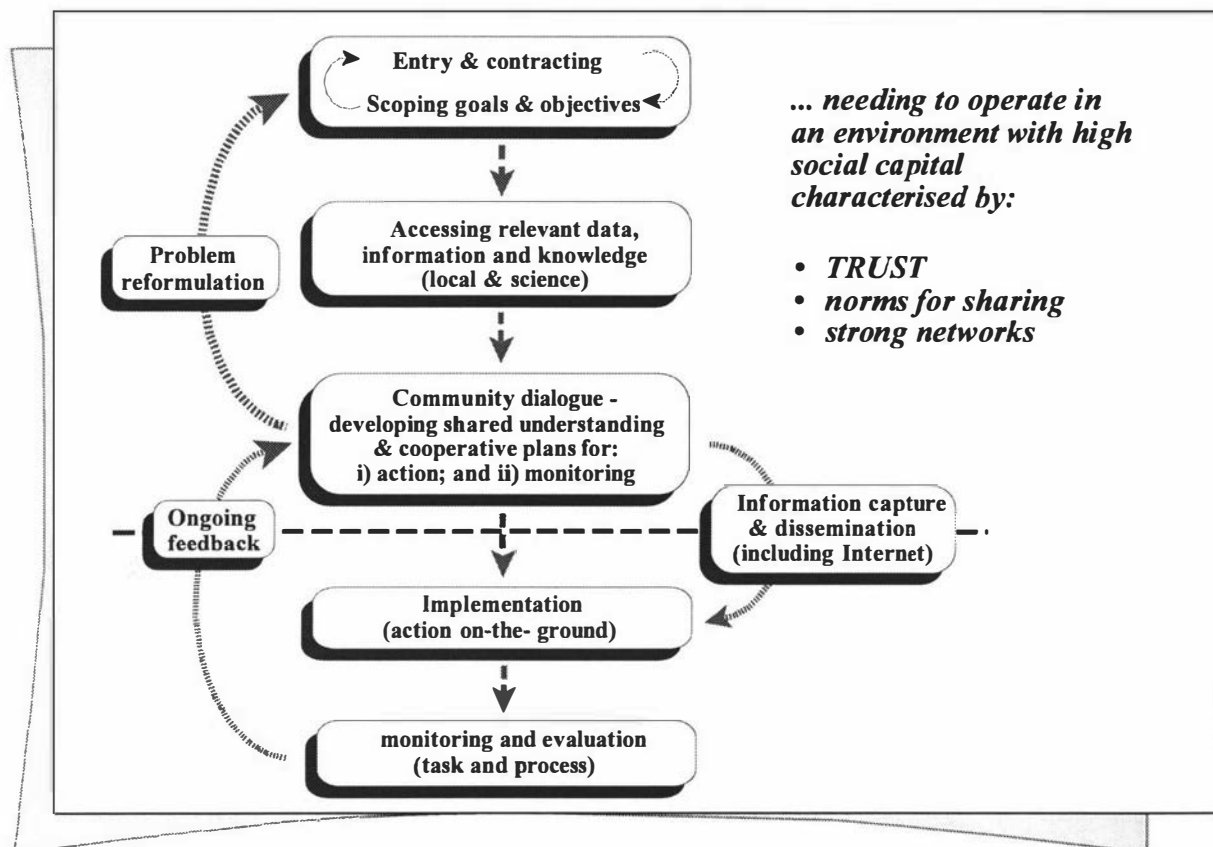 Entry & contracting
Scoping goals & objectives
... needing to operate in
an environment with high
social capital
characterised by:
• TRUST
• norms for sharing
• strong networks
Accessing relevant data,
information and knowledge
(local & science)
Problem
reformulation
Community dialogue -
developing shared understanding
& cooperative plans for:
i) action; and ii) monitoring
Ongoing
feedback
Information capture
& dissemination
(including Internet)
Implementation
(action on-the- ground)
monitoring and evaluation
(task and process)